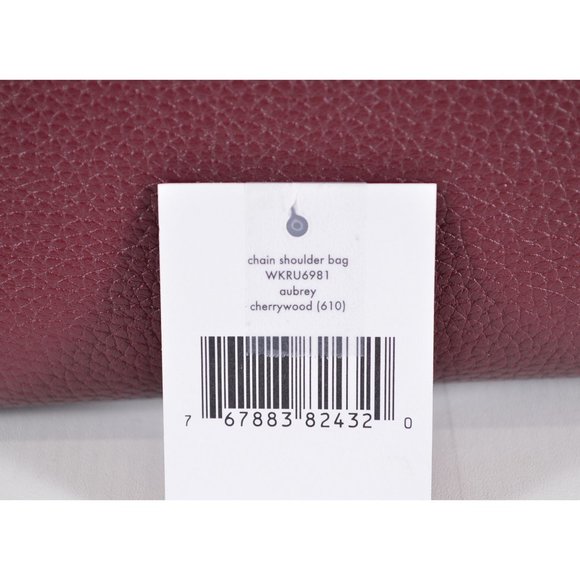 chain shoulder bag
WKRU6981
aubrey
cherrywood (610)
7 67883 82432 0